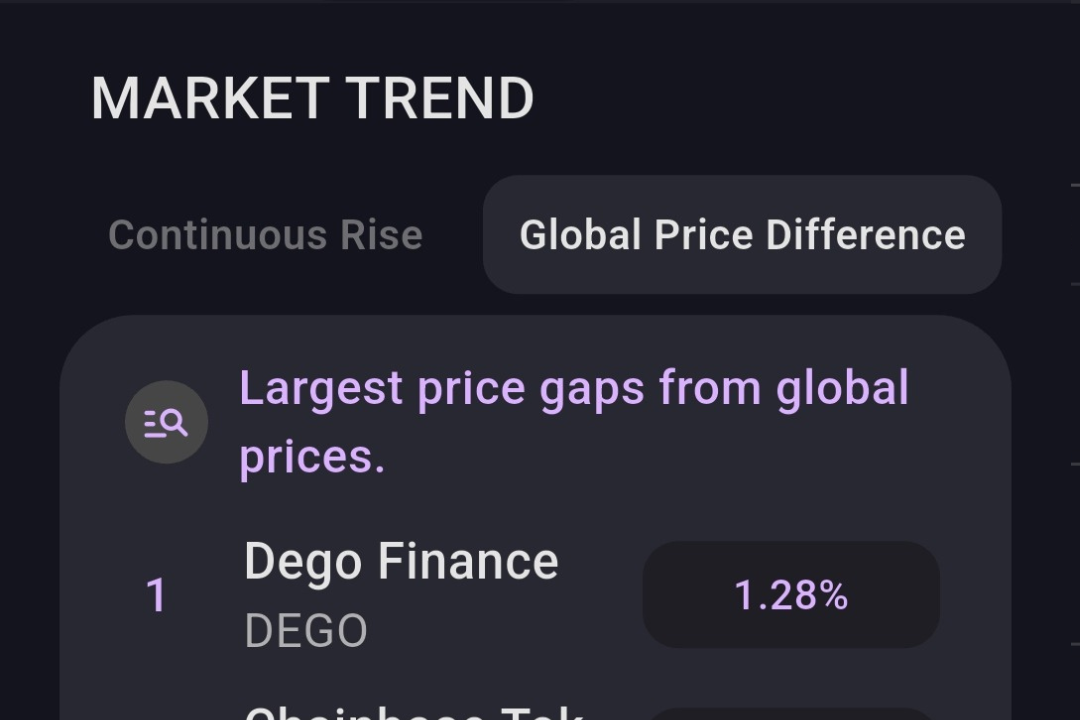 MARKET TREND
Continuous Rise
Global Price Difference
Largest price gaps from global
prices.
1
Dego Finance
1.28%
DEGO